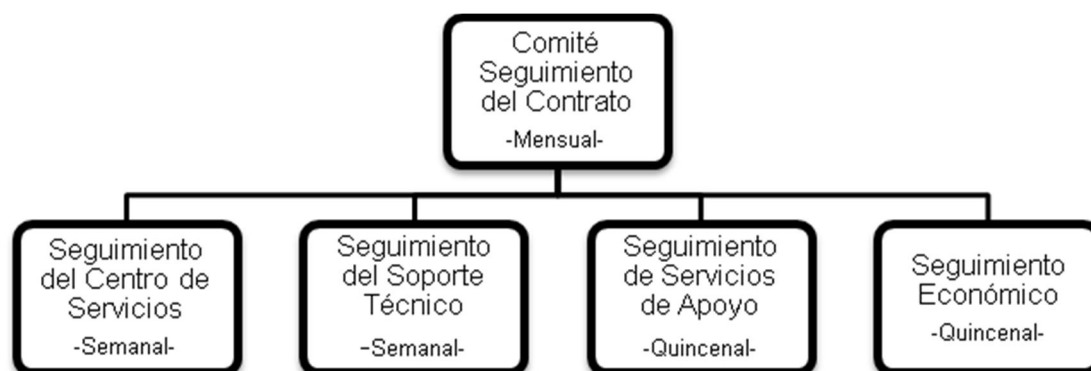 Comité
Seguimiento
del Contrato
-Mensual-
Seguimiento
del Centro de
Servicios
-Semanal-
Seguimiento
del Soporte
Técnico
-Semanal-
Seguimiento
de Servicios
de Apoyo
-Quincenal-
Seguimiento
Económico
-Quincenal-